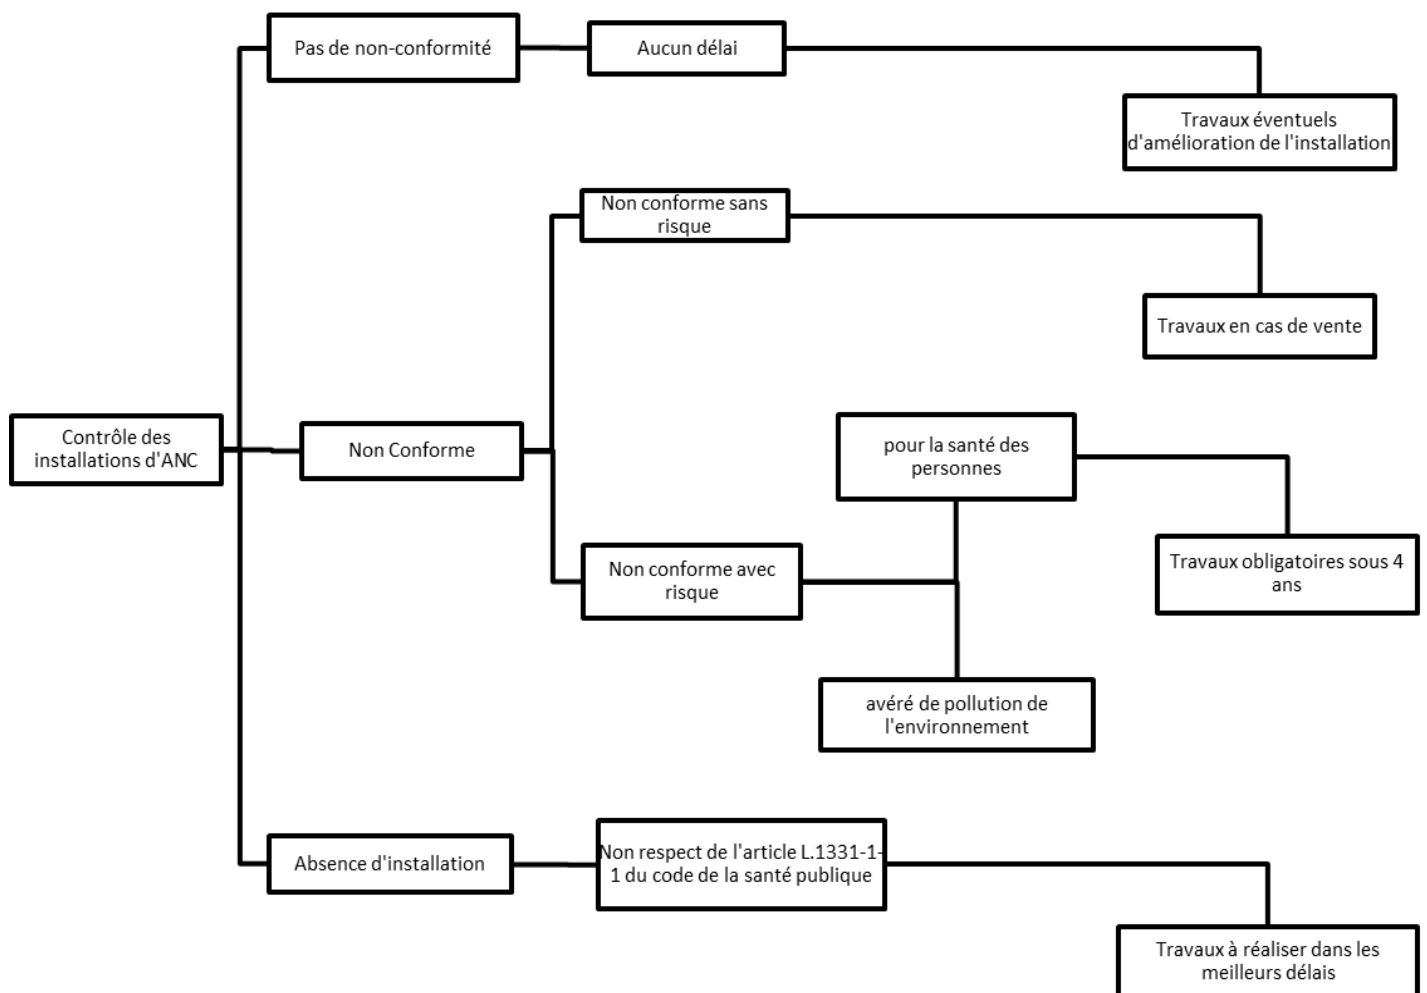 Pas de non-conformité
Aucun délai
Travaux éventuels
d'amélioration de l'installation
Non conforme sans
risque
Travaux en cas de vente
Contrôle des
installations d'ANC
Non Conforme
pour la santé des
personnes
Non conforme avec
risque
Travaux obligatoires sous 4
ans
avéré de pollution de
l'environnement
Absence d'installation
Non respect de l'article L.1331-1-
1 du code de la santé publique
Travaux à réaliser dans les
meilleurs délais